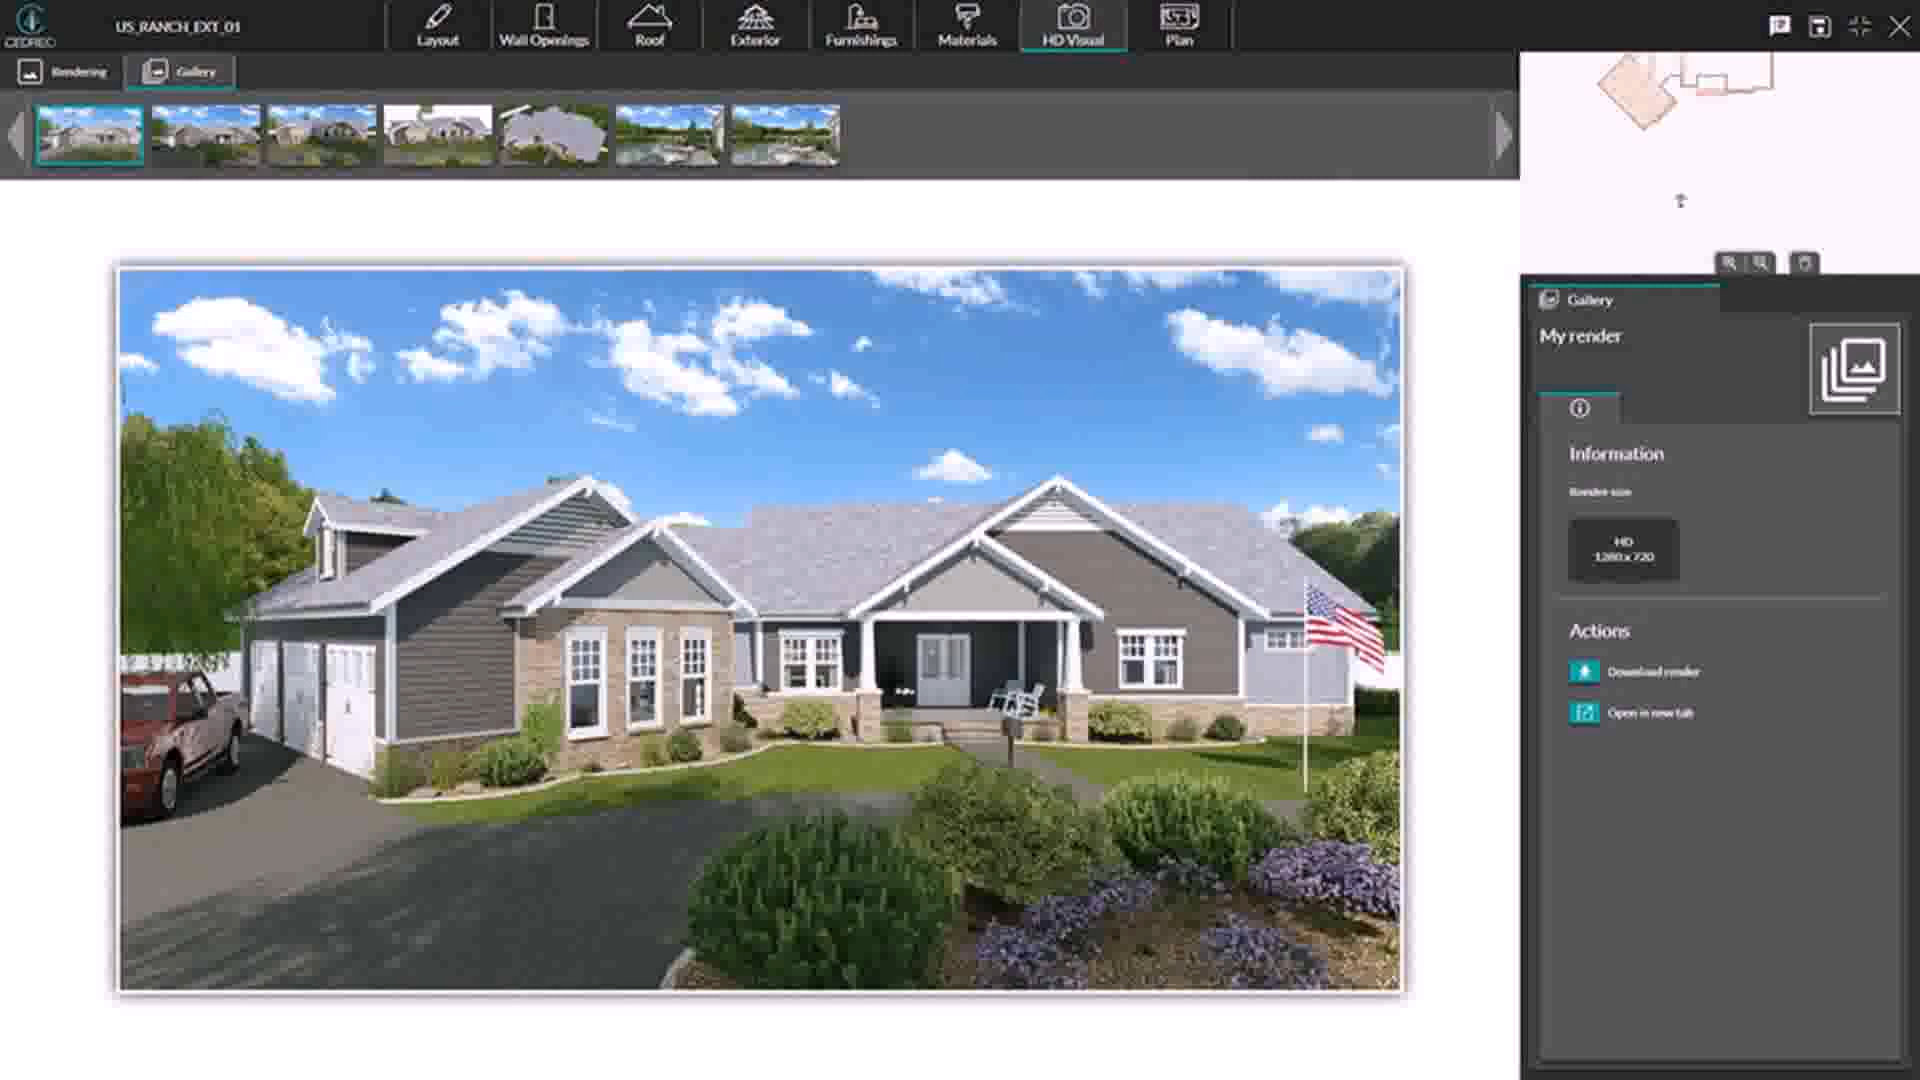 CEDREO
US_RANCH_EXT_01
Layout
Wall Openings
Roof
Exterior
Furnishings
Materials
HD Visual
Plan
Rendering
Gallery
Gallery
My render
Information
Render size
HD
1280 x 720
Actions
Download render
Open in new tab